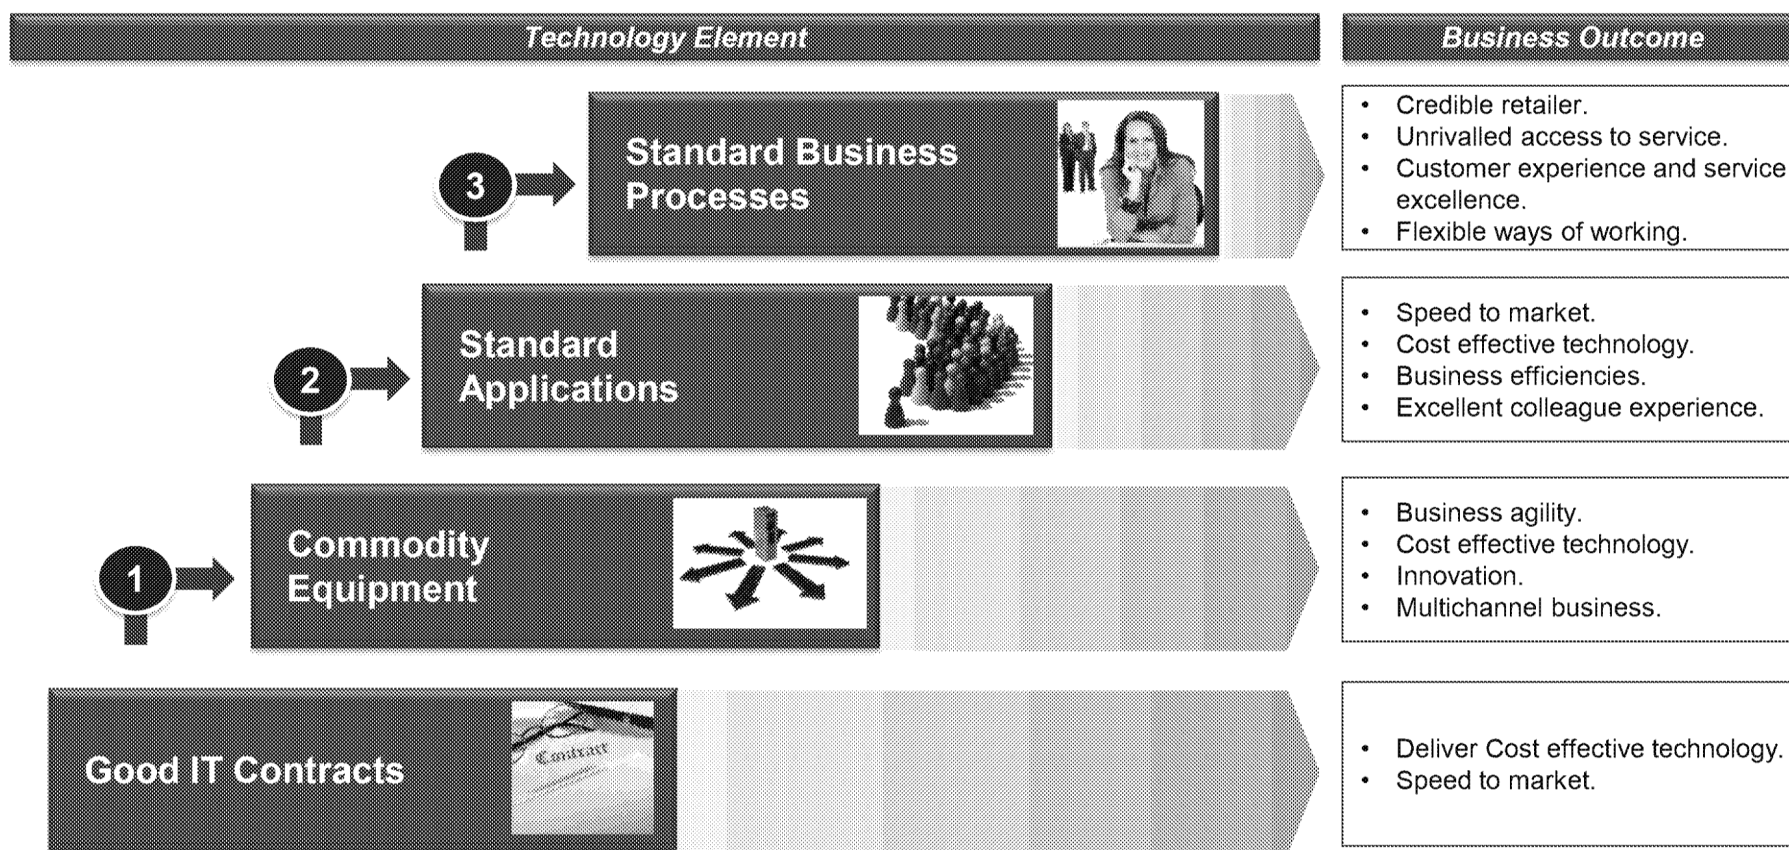 Technology Element
Business Outcome
3
Standard Business
Processes
• Credible retailer.
• Unrivalled access to service.
• Customer experience and service
excellence.
• Flexible ways of working.
2
Standard
Applications
• Speed to market.
• Cost effective technology.
• Business efficiencies.
• Excellent colleague experience.
1
Commodity
Equipment
• Business agility.
• Cost effective technology.
• Innovation.
• Multichannel business.
Good IT Contracts
Contract
• Deliver Cost effective technology.
• Speed to market.